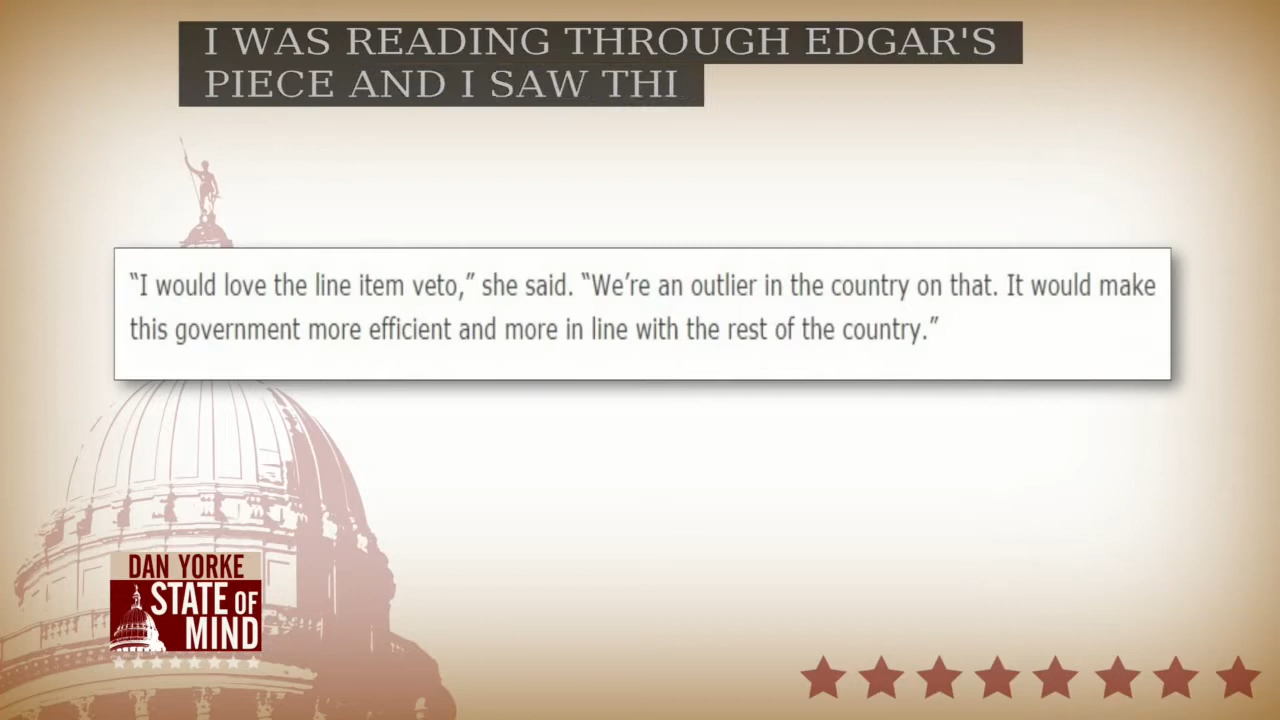 I WAS READING THROUGH EDGAR'S
PIECE AND I SAW THI
“I would love the line item veto,” she said. “We’re an outlier in the country on that. It would make
this government more efficient and more in line with the rest of the country.”
DAN YORKE
STATE OF
MIND